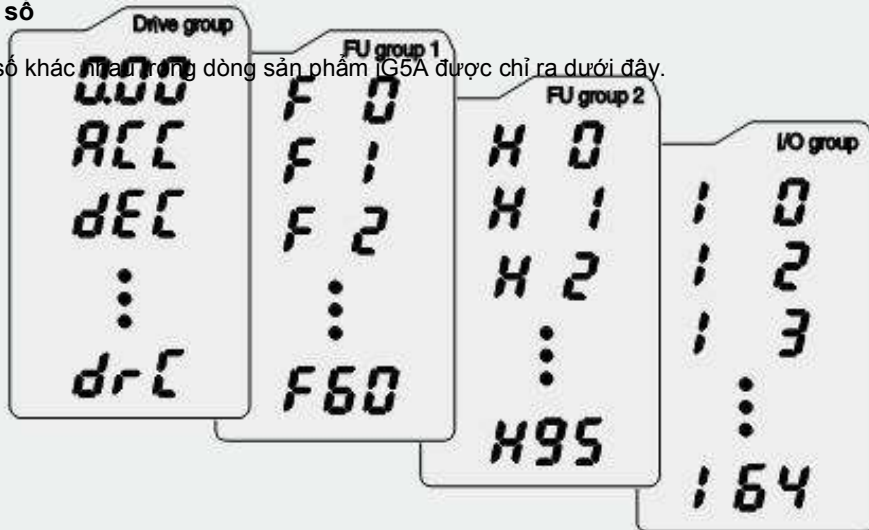 số
Drive group
0.00
ACC
dEC
drC
số khác nhau trong dòng sản phẩm iG5A được chỉ ra dưới đây.
FU group 1
F 0
F 1
F 2
F60
FU group 2
H 0
H 1
H 2
H95
I/O group
I 0
I 2
I 3
I 64